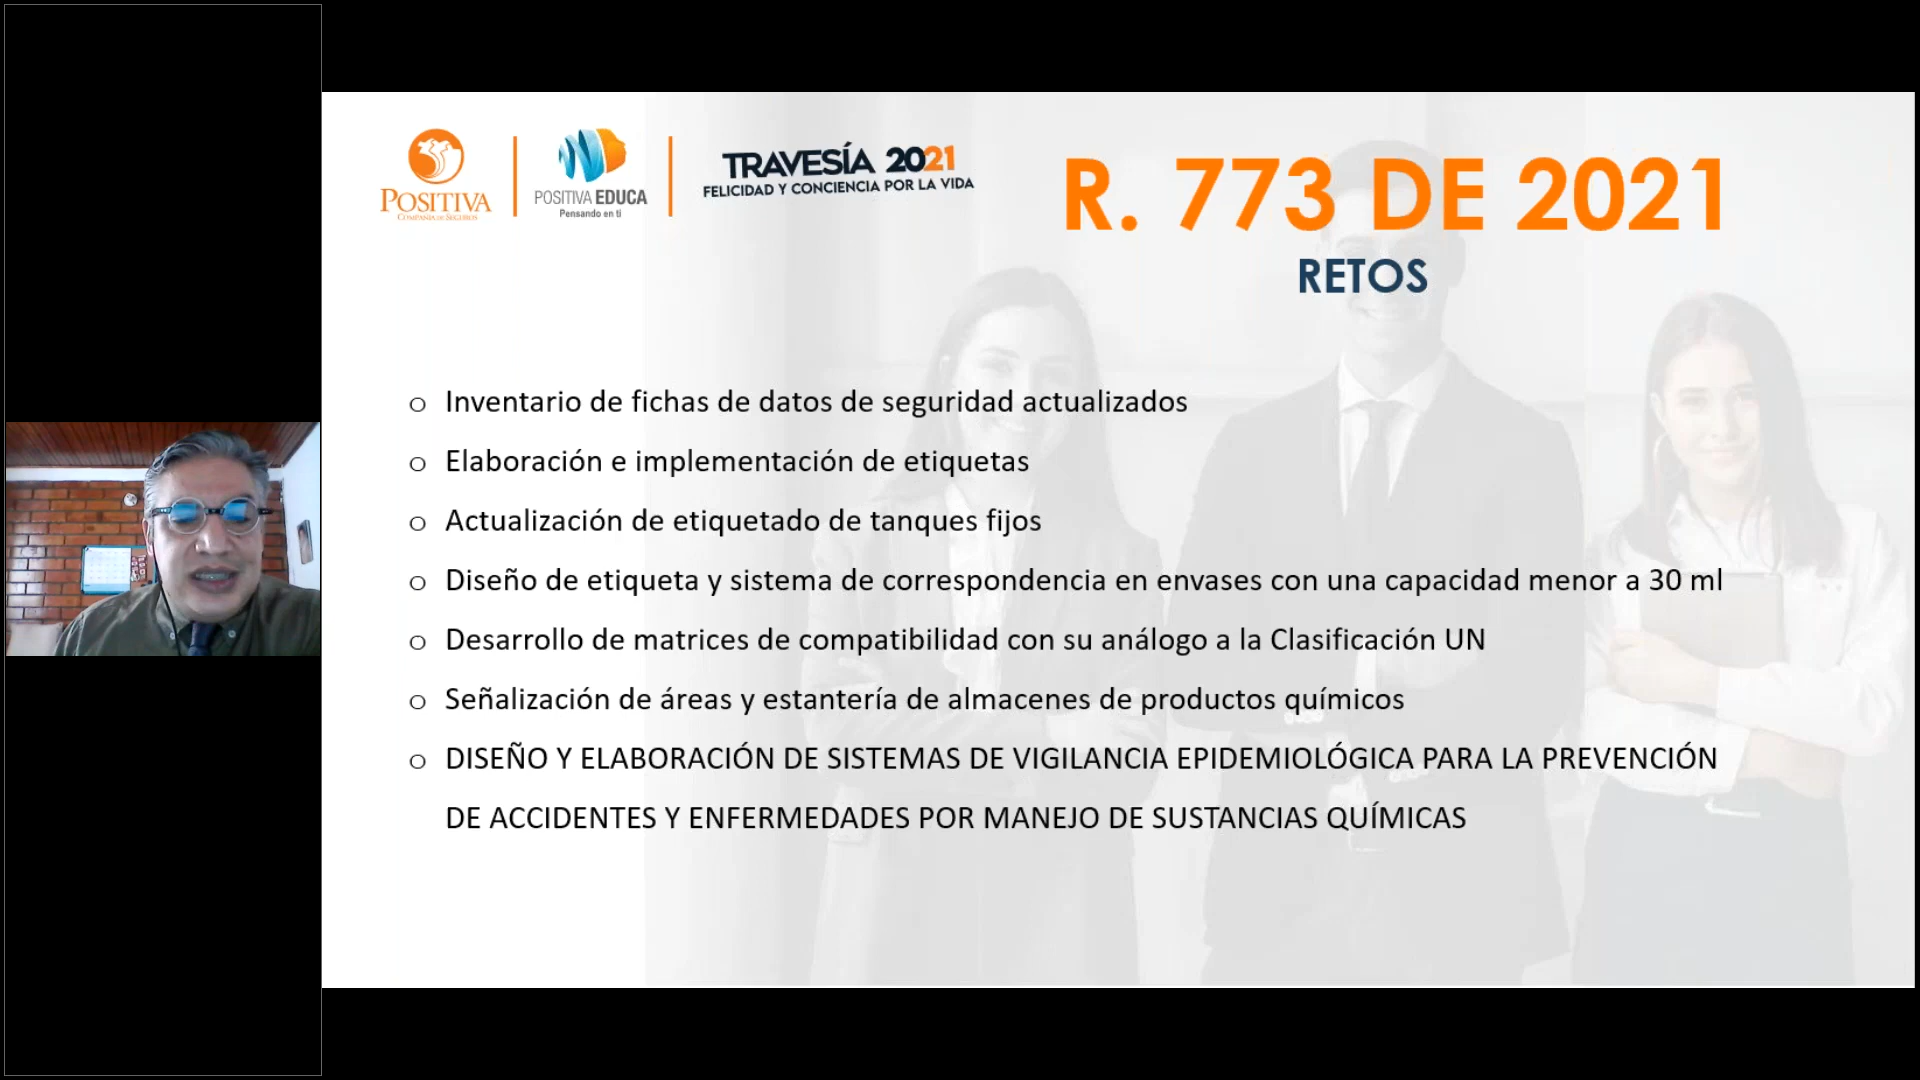 POSITIVA
COMPAÑÍA DE SEGUROS
POSITIVA EDUCA
Pensando en ti
TRAVESÍA 2021
FELICIDAD Y CONCIENCIA POR LA VIDA
R. 773 DE 2021
RETOS
o Inventario de fichas de datos de seguridad actualizados
o Elaboración e implementación de etiquetas
o Actualización de etiquetado de tanques fijos
o Diseño de etiqueta y sistema de correspondencia en envases con una capacidad menor a 30 ml
o Desarrollo de matrices de compatibilidad con su análogo a la Clasificación UN
o Señalización de áreas y estantería de almacenes de productos químicos
o DISEÑO Y ELABORACIÓN DE SISTEMAS DE VIGILANCIA EPIDEMIOLÓGICA PARA LA PREVENCIÓN
DE ACCIDENTES Y ENFERMEDADES POR MANEJO DE SUSTANCIAS QUÍMICAS